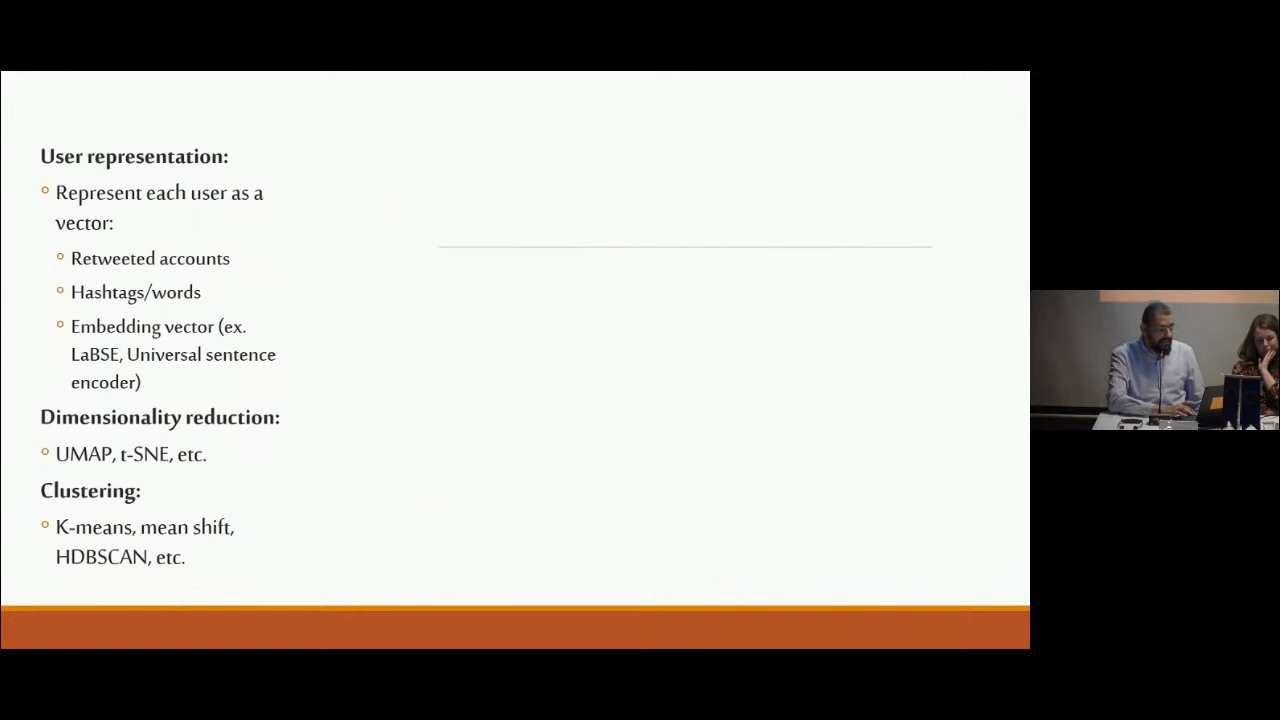 User representation:
Represent each user as a
vector:
Retweeted accounts
Hashtags/words
Embedding vector (ex.
LaBSE, Universal sentence
encoder)
Dimensionality reduction:
UMAP, t-SNE, etc.
Clustering:
K-means, mean shift,
HDBSCAN, etc.